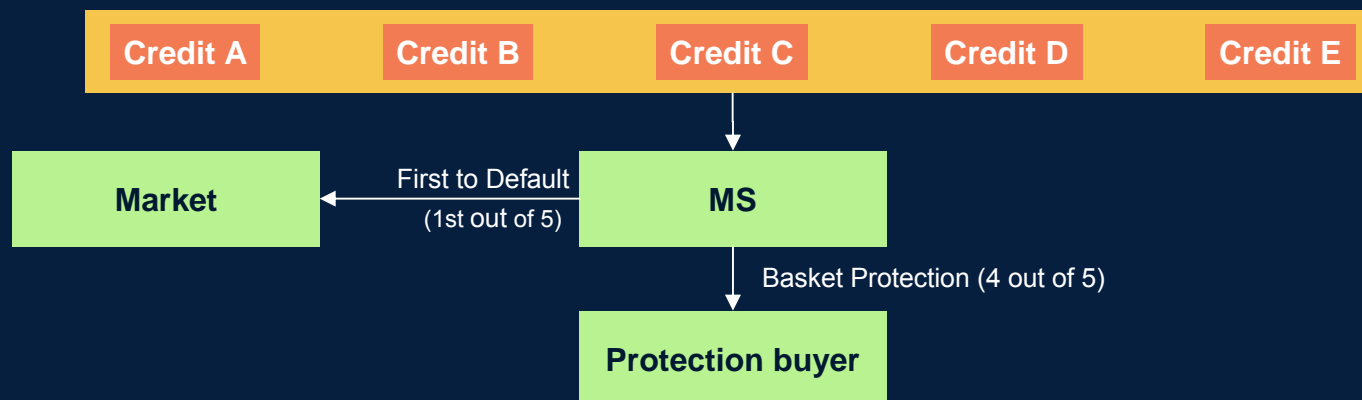 Credit A
Credit B
Credit C
Credit D
Credit E
Market
First to Default
(1st out of 5)
MS
Basket Protection (4 out of 5)
Protection buyer